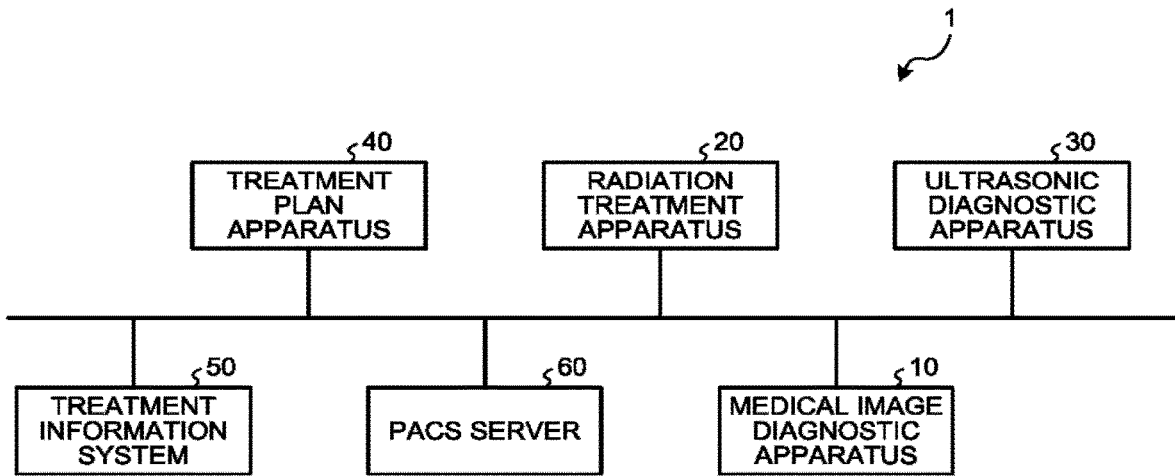 1
40
TREATMENT
PLAN
APPARATUS
20
RADIATION
TREATMENT
APPARATUS
30
ULTRASONIC
DIAGNOSTIC
APPARATUS
50
TREATMENT
INFORMATION
SYSTEM
60
PACS SERVER
10
MEDICAL IMAGE
DIAGNOSTIC
APPARATUS